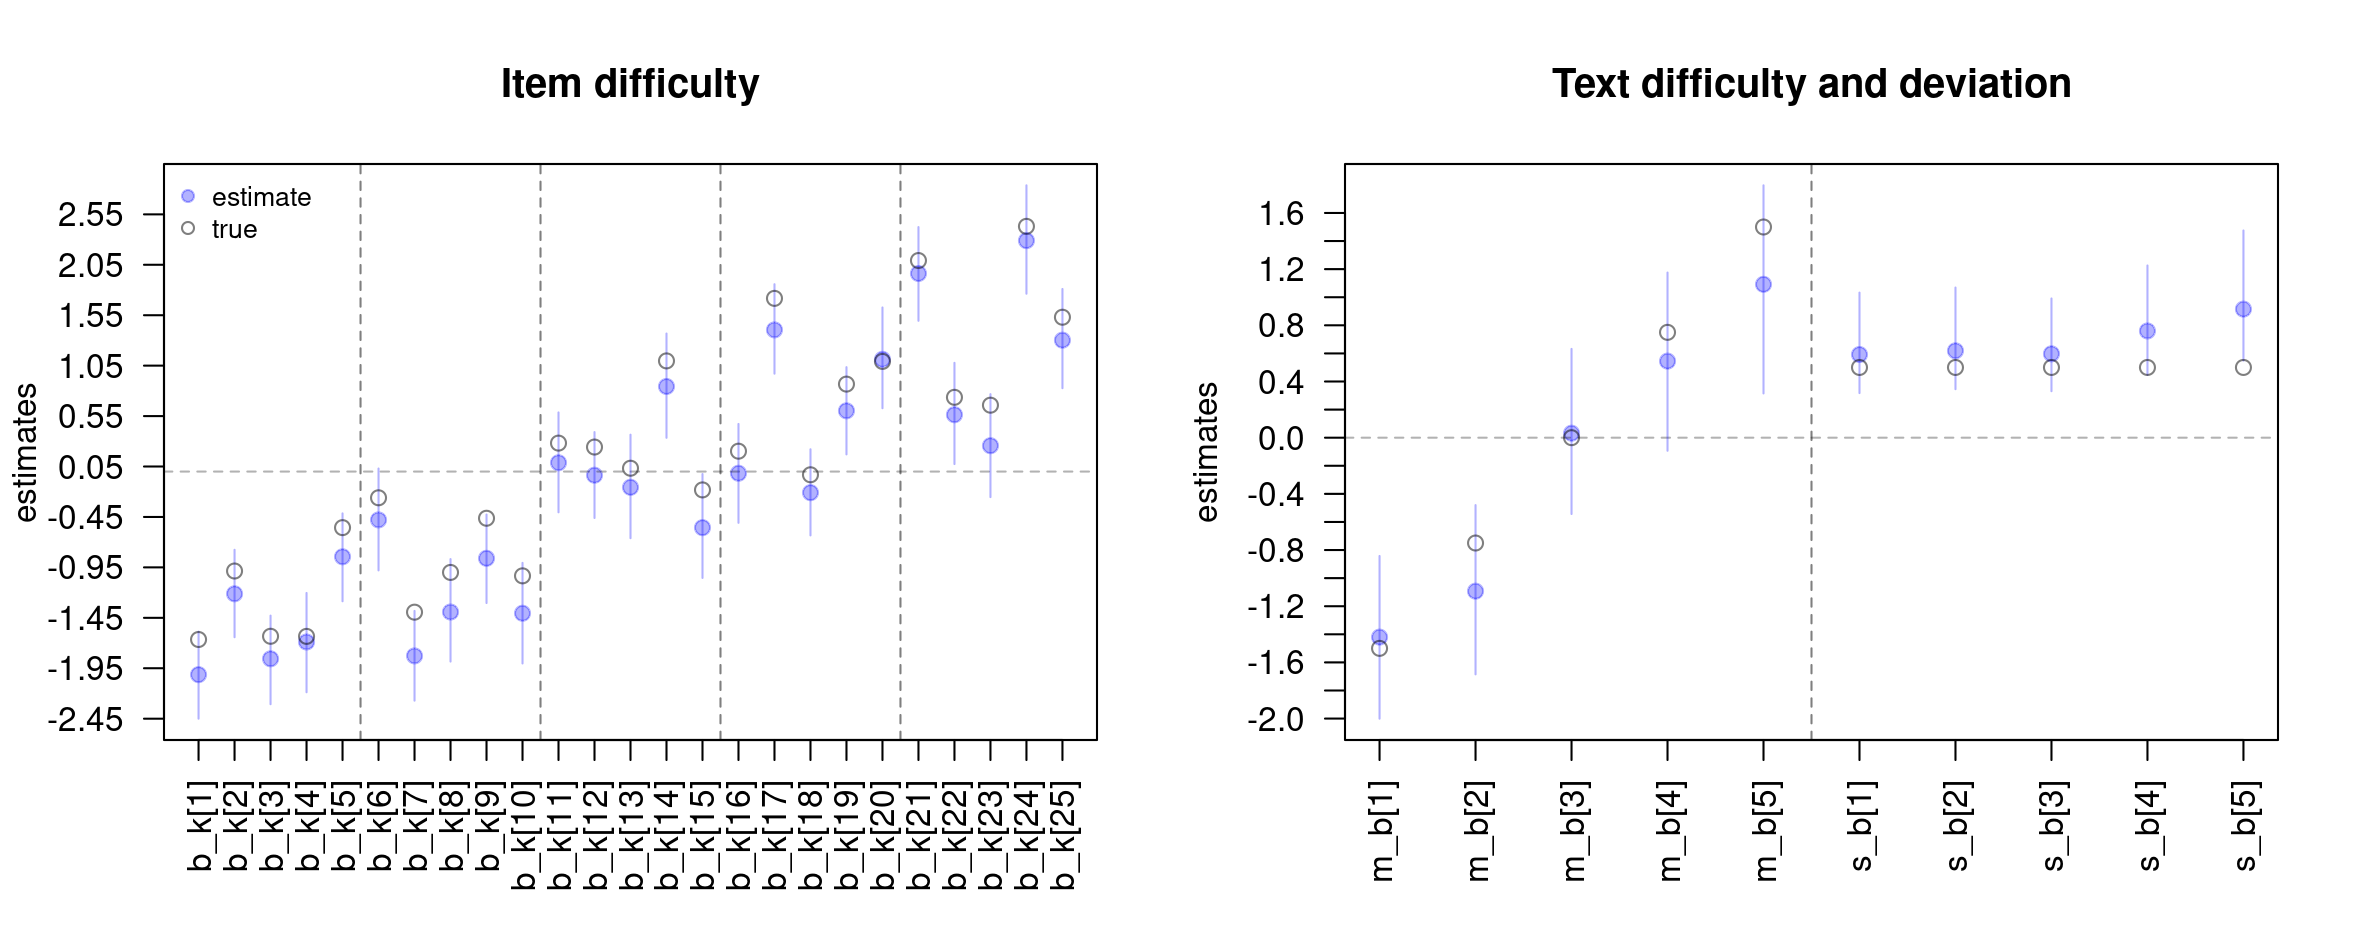 Item difficulty
estimate
true
estimates
2.55
2.05
1.55
1.05
0.55
0.05
-0.45
-0.95
-1.45
-1.95
-2.45
b_k[1]
b_k[2]
b_k[3]
b_k[4]
b_k[5]
b_k[6]
b_k[7]
b_k[8]
b_k[9]
b_k[10]
b_k[11]
b_k[12]
b_k[13]
b_k[14]
b_k[15]
b_k[16]
b_k[17]
b_k[18]
b_k[19]
b_k[20]
b_k[21]
b_k[22]
b_k[23]
b_k[24]
b_k[25]
Text difficulty and deviation
estimates
1.6
1.2
0.8
0.4
0.0
-0.4
-0.8
-1.2
-1.6
-2.0
m_b[1]
m_b[2]
m_b[3]
m_b[4]
m_b[5]
s_b[1]
s_b[2]
s_b[3]
s_b[4]
s_b[5]